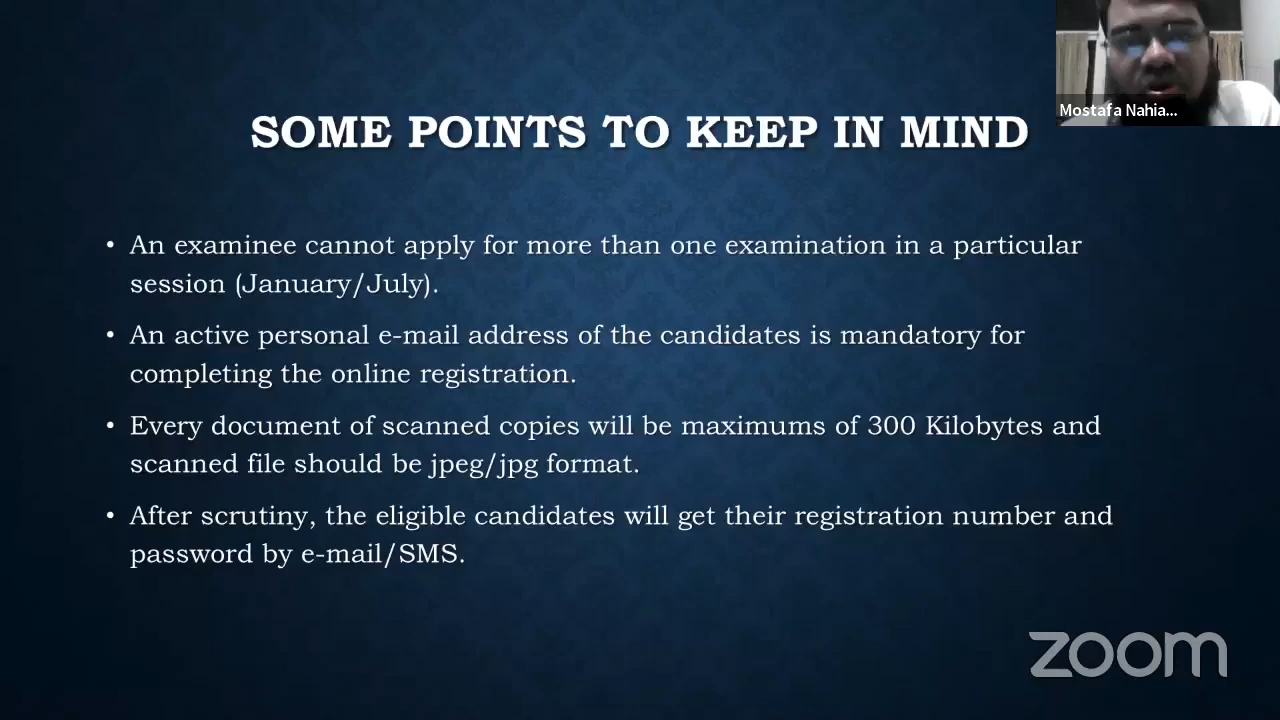 Mostafa Nahia...
SOME POINTS TO KEEP IN MIND
• An examinee cannot apply for more than one examination in a particular
session (January/July).
• An active personal e-mail address of the candidates is mandatory for
completing the online registration.
• Every document of scanned copies will be maximums of 300 Kilobytes and
scanned file should be jpeg/jpg format.
• After scrutiny, the eligible candidates will get their registration number and
password by e-mail/SMS.
zoom